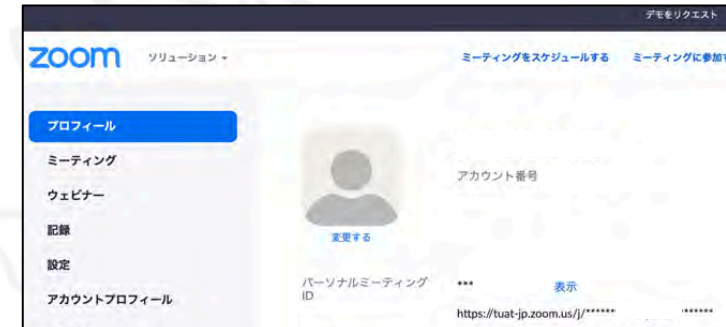 デモをリクエスト
zoom ソリューション
ミーティングをスケジュールする ミーティングに参加す
プロフィール
ミーティング
ウェビナー
記録
設定
アカウントプロフィール
変更する
アカウント番号
パーソナルミーティング
ID
*** 表示
https://tuat-jp.zoom.us/j/****** ******